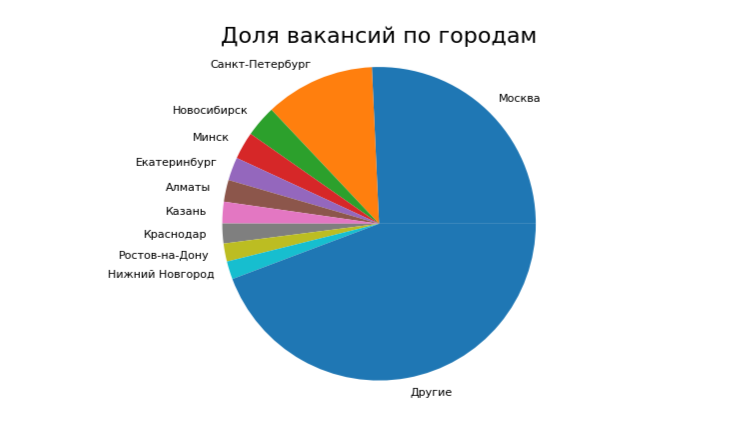 Доля вакансий по городам
Санкт-Петербург
Москва
Новосибирск
Минск
Екатеринбург
Алматы
Казань
Краснодар
Ростов-на-Дону
Нижний Новгород
Другие